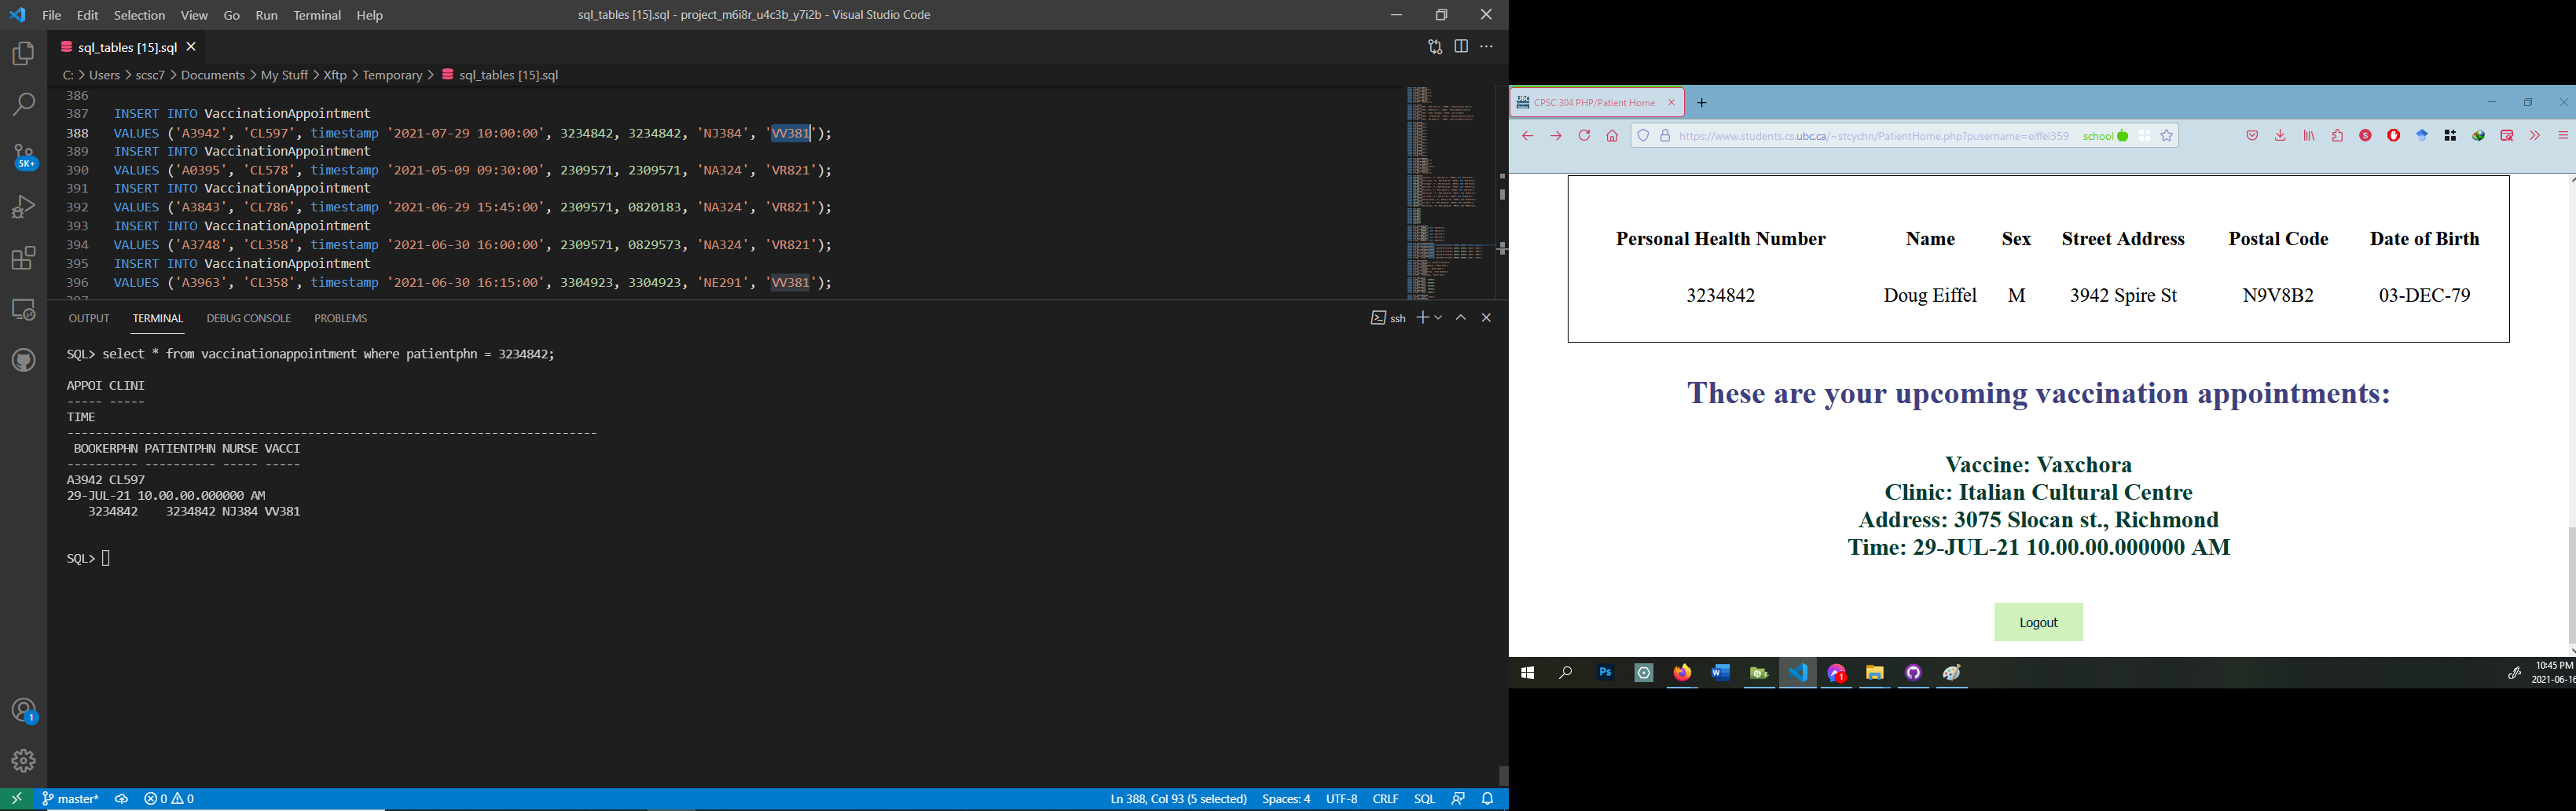 File Edit Selection View Go Run Terminal Help
sql_tables [15].sql - project_m6i8r_u4c3b_y7i2b - Visual Studio Code
sql_tables [15].sql
C: > Users > scsc7 > Documents > My Stuff > Xftp > Temporary > sql_tables [15].sql
386
387 INSERT INTO VaccinationAppointment
388 VALUES ('A3942', 'CL597', timestamp '2021-07-29 10:00:00', 3234842, 3234842, 'NJ384', 'VV381');
389 INSERT INTO VaccinationAppointment
390 VALUES ('A0395', 'CL578', timestamp '2021-05-09 09:30:00', 2309571, 2309571, 'NA324', 'VR821');
391 INSERT INTO VaccinationAppointment
392 VALUES ('A3843', 'CL786', timestamp '2021-06-29 15:45:00', 2309571, 0820183, 'NA324', 'VR821');
393 INSERT INTO VaccinationAppointment
394 VALUES ('A3748', 'CL358', timestamp '2021-06-30 16:00:00', 2309571, 0829573, 'NA324', 'VR821');
395 INSERT INTO VaccinationAppointment
396 VALUES ('A3963', 'CL358', timestamp '2021-06-30 16:15:00', 3304923, 3304923, 'NE291', 'VV381');
5K+
OUTPUT TERMINAL DEBUG CONSOLE PROBLEMS
ssh
SQL> select * from vaccinationappointment where patientphn = 3234842;
APPOI CLINI
----- -----
TIME
---------------------------------------------------------------------------
BOOKERPHN PATIENTPHN NURSE VACCI
---------- ---------- ----- -----
A3942 CL597
29-JUL-21 10.00.00.000000 AM
3234842 3234842 NJ384 VV381
SQL>
1
master* 0 0
Ln 388, Col 93 (5 selected) Spaces: 4 UTF-8 CRLF SQL
UBC CPSC 304 PHP/Patient Home
https://www.students.cs.ubc.ca/~stcychn/PatientHome.php?pusername=eiffel359 school
Personal Health Number Name Sex Street Address Postal Code Date of Birth
3234842 Doug Eiffel M 3942 Spire St N9V8B2 03-DEC-79
These are your upcoming vaccination appointments:
Vaccine: Vaxchora
Clinic: Italian Cultural Centre
Address: 3075 Slocan st., Richmond
Time: 29-JUL-21 10.00.00.000000 AM
Logout
Ps
W
1
10:45 PM
2021-06-16